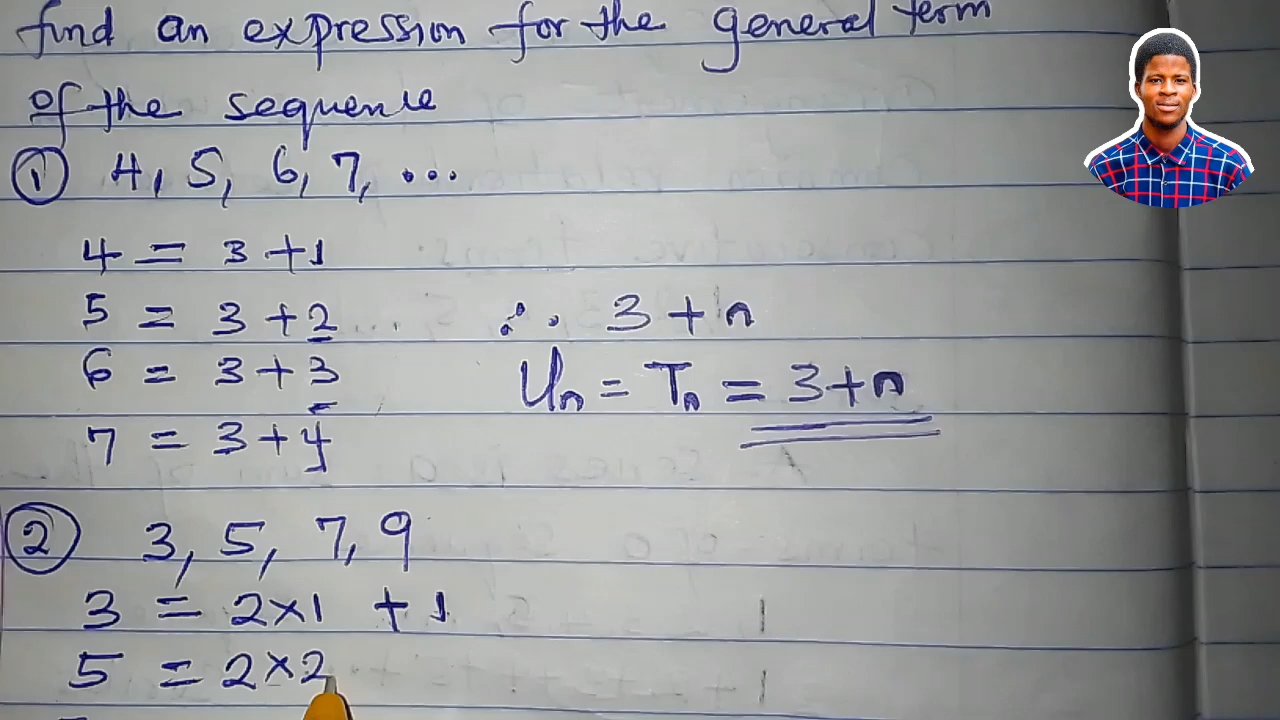 find an expression for the general term
of the sequence
① 4, 5, 6, 7, ...
4 = 3 + 1
5 = 3 + 2
6 = 3 + 3
7 = 3 + 4
∴ 3 + n
Un = Tn = 3 + n
② 3, 5, 7, 9
3 = 2 × 1 + 1
5 = 2 × 2